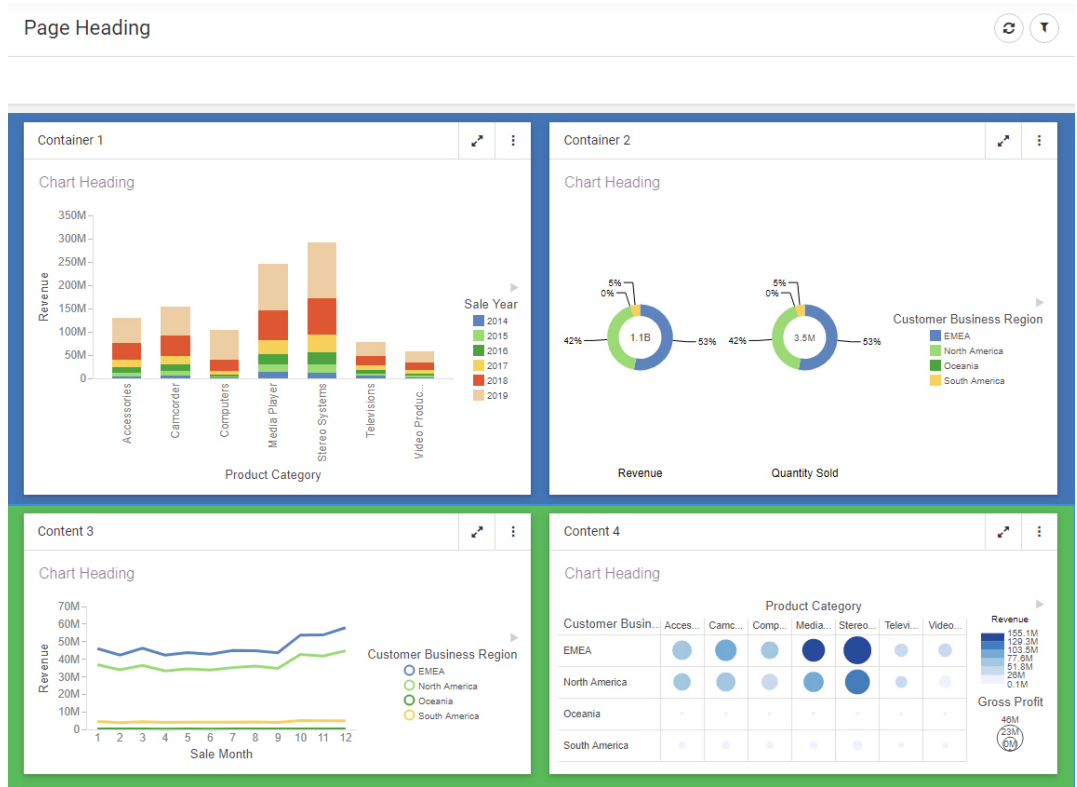 Page Heading
Container 1
Chart Heading
350M
300M
250M
200M
150M
100M
50M
0
Revenue
Accessories
Camcorder
Computers
Media Player
Stereo Systems
Televisions
Video Produc...
Product Category
Sale Year
2014
2015
2016
2017
2018
2019
Container 2
Chart Heading
5%
0%
42%
1.1B
53%
Revenue
5%
0%
42%
3.5M
53%
Quantity Sold
Customer Business Region
EMEA
North America
Oceania
South America
Content 3
Chart Heading
70M
60M
50M
40M
30M
20M
10M
0
Revenue
1 2 3 4 5 6 7 8 9 10 11 12
Sale Month
Customer Business Region
EMEA
North America
Oceania
South America
Content 4
Chart Heading
Product Category
Customer Busin... Acces... Camc... Comp... Media... Stereo... Televi... Video...
EMEA
North America
Oceania
South America
Revenue
155.1M
129.3M
103.5M
77.6M
51.8M
26M
0.1M
Gross Profit
46M
23M
0M